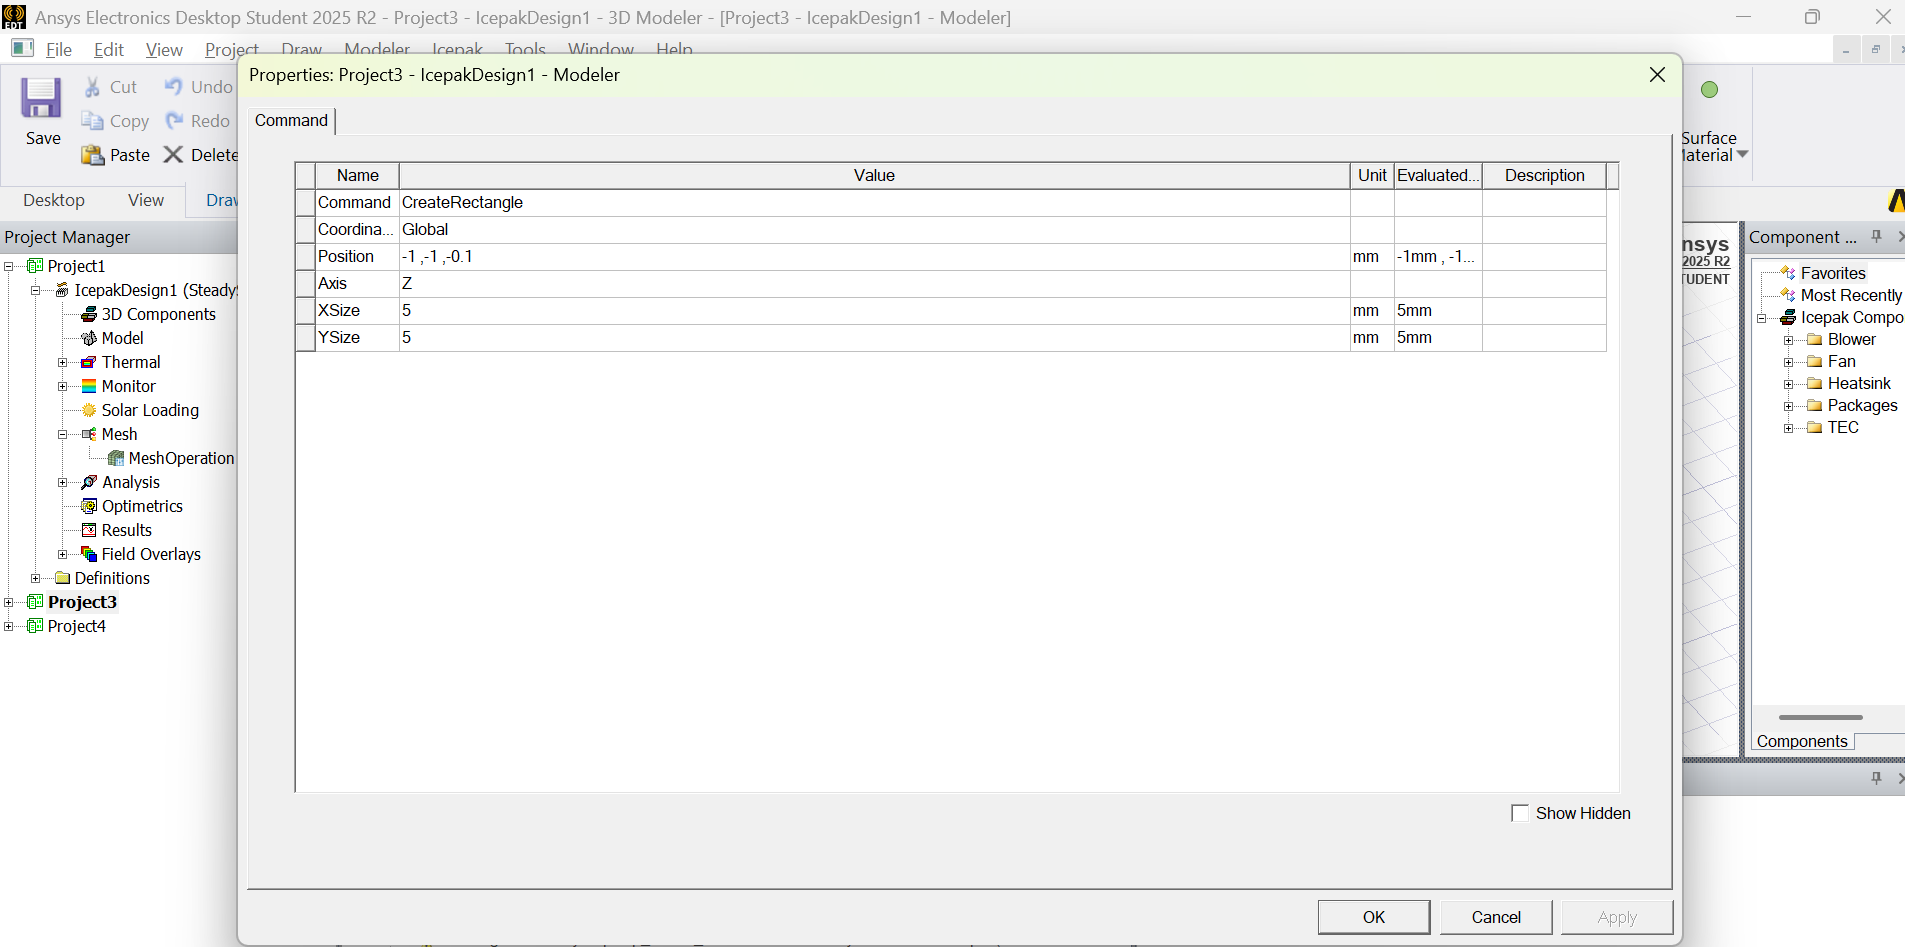 Ansys Electronics Desktop Student 2025 R2 - Project3 - IcepakDesign1 - 3D Modeler - [Project3 - IcepakDesign1 - Modeler]
File Edit View Project Draw Modeler Icepak Tools Window Help
Properties: Project3 - IcepakDesign1 - Modeler
Save
Cut
Undo
Copy
Redo
Paste
Delete
Surface
Desktop View
Command
Name Value Unit Evaluated... Description
Command CreateRectangle
Coordina... Global
Position -1 ,-1 ,-0.1 mm -1mm , -1...
Axis Z
XSize 5 mm 5mm
YSize 5 mm 5mm
Show Hidden
OK Cancel Apply
Project Manager
Project1
IcepakDesign1 (Steady
3D Components
Model
Thermal
Monitor
Solar Loading
Mesh
MeshOperation
Analysis
Optimetrics
Results
Field Overlays
Definitions
Project3
Project4
2025 R2
Component ...
Favorites
Most Recently
Icepak Compo
Blower
Fan
Heatsink
Packages
TEC
Components